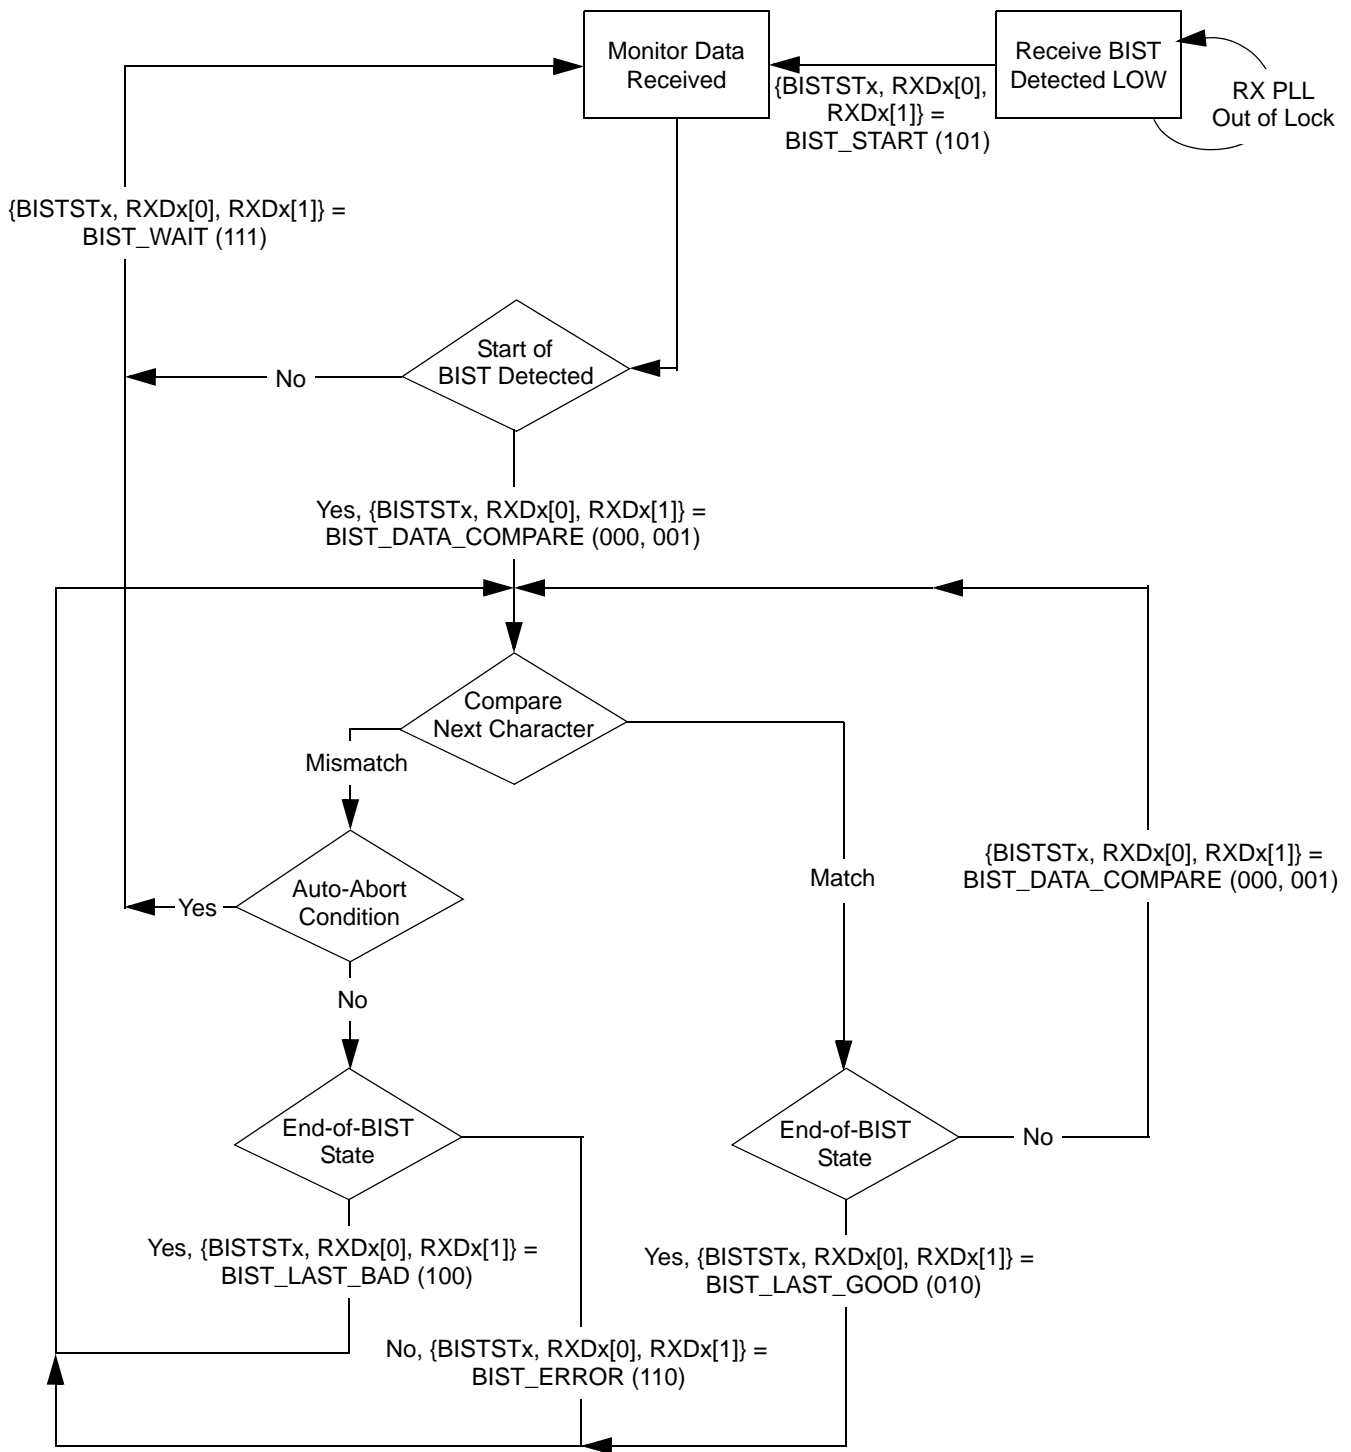 Monitor Data
Received
Receive BIST
Detected LOW
RX PLL
Out of Lock
{BISTSTx, RXDx[0],
RXDx[1]} =
BIST_START (101)
{BISTSTx, RXDx[0], RXDx[1]} =
BIST_WAIT (111)
Start of
BIST Detected
No
Yes, {BISTSTx, RXDx[0], RXDx[1]} =
BIST_DATA_COMPARE (000, 001)
Compare
Next Character
Mismatch
Match
{BISTSTx, RXDx[0], RXDx[1]} =
BIST_DATA_COMPARE (000, 001)
Auto-Abort
Condition
Yes
No
End-of-BIST
State
End-of-BIST
State
No
Yes, {BISTSTx, RXDx[0], RXDx[1]} =
BIST_LAST_BAD (100)
Yes, {BISTSTx, RXDx[0], RXDx[1]} =
BIST_LAST_GOOD (010)
No, {BISTSTx, RXDx[0], RXDx[1]} =
BIST_ERROR (110)